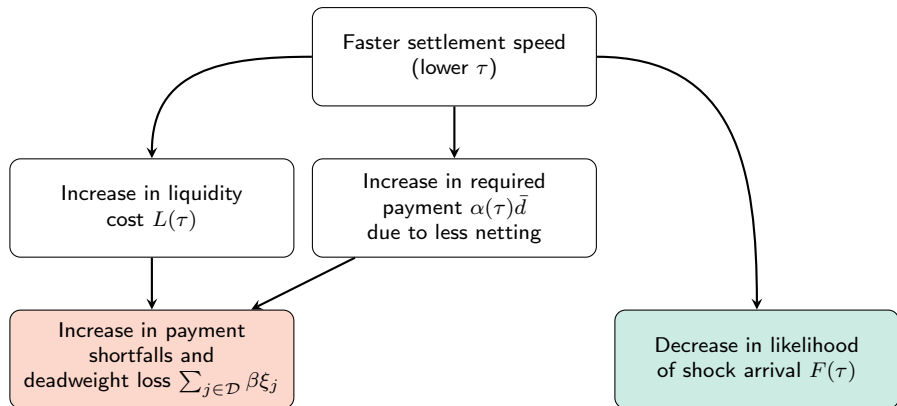 Faster settlement speed
(lower τ)
Increase in liquidity
cost L(τ)
Increase in required
payment α(τ)d̄
due to less netting
Increase in payment
shortfalls and
deadweight loss ∑_{j∈𝒟} βξ_j
Decrease in likelihood
of shock arrival F(τ)